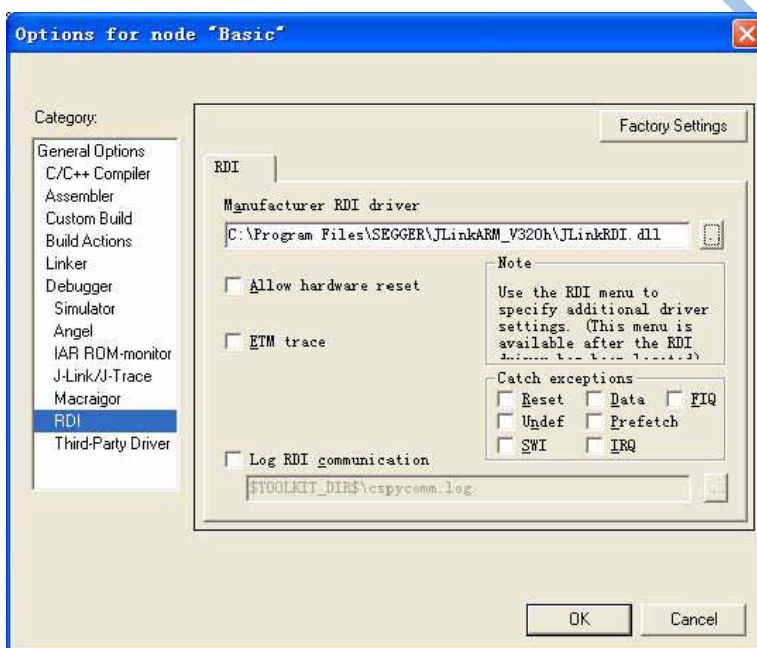 Options for node "Basic"
Category:
Factory Settings
General Options
C/C++ Compiler
Assembler
Custom Build
Build Actions
Linker
Debugger
Simulator
Angel
IAR ROM-monitor
J-Link/J-Trace
Macraigor
RDI
Third-Party Driver
RDI
Manufacturer RDI driver
C:\Program Files\SEGGER\JLinkARM_V320h\JLinkRDI.dll
Allow hardware reset
ETM trace
Note
Use the RDI menu to
specify additional driver
settings. (This menu is
available after the RDI
Catch exceptions
Reset Data FIQ
Undef Prefetch
SWI IRQ
Log RDI communication
$TOOLKIT_DIR$\cspycomm.log
OK Cancel